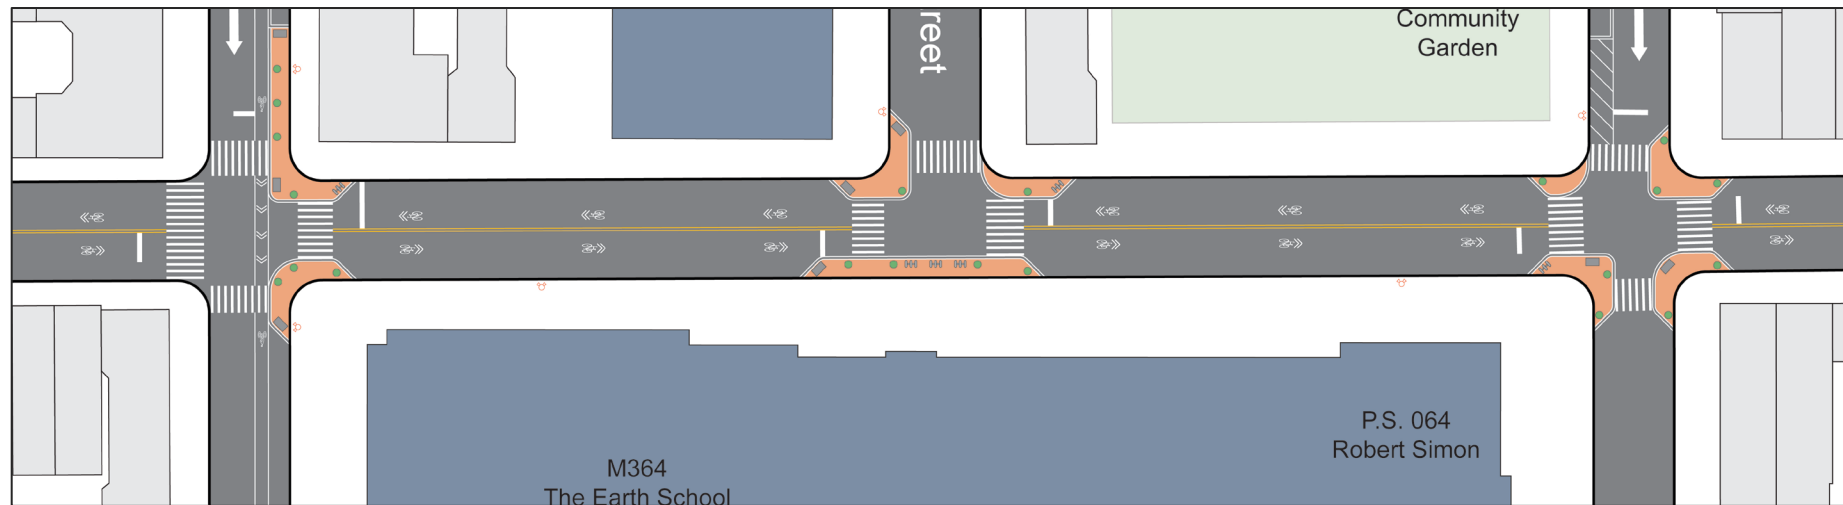 reet
Community
Garden
P.S. 064
Robert Simon
M364
The Earth School